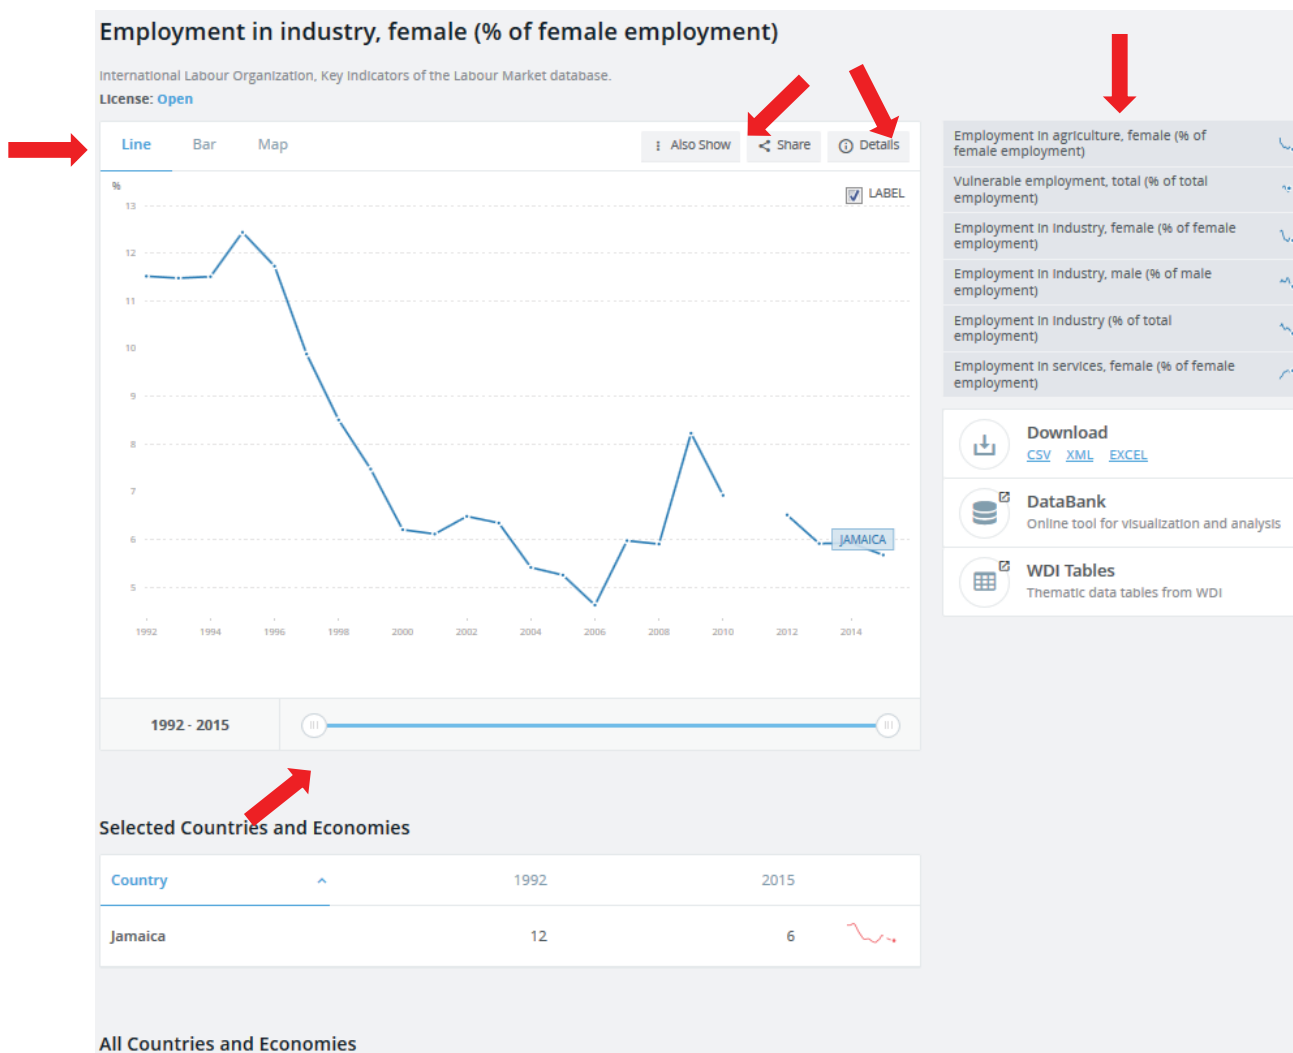 Employment in industry, female (% of female employment)
International Labour Organization, Key Indicators of the Labour Market database.
License: Open
Line Bar Map
Also Show Share Details
%
LABEL
13
12
11
10
9
8
7
6
5
JAMAICA
1992 1994 1996 1998 2000 2002 2004 2006 2008 2010 2012 2014
1992 - 2015
Employment in agriculture, female (% of
female employment)
Vulnerable employment, total (% of total
employment)
Employment in industry, female (% of female
employment)
Employment in industry, male (% of male
employment)
Employment in industry (% of total
employment)
Employment in services, female (% of female
employment)
Download
CSV XML EXCEL
DataBank
Online tool for visualization and analysis
WDI Tables
Thematic data tables from WDI
Selected Countries and Economies
Country 1992 2015
Jamaica 12 6
All Countries and Economies